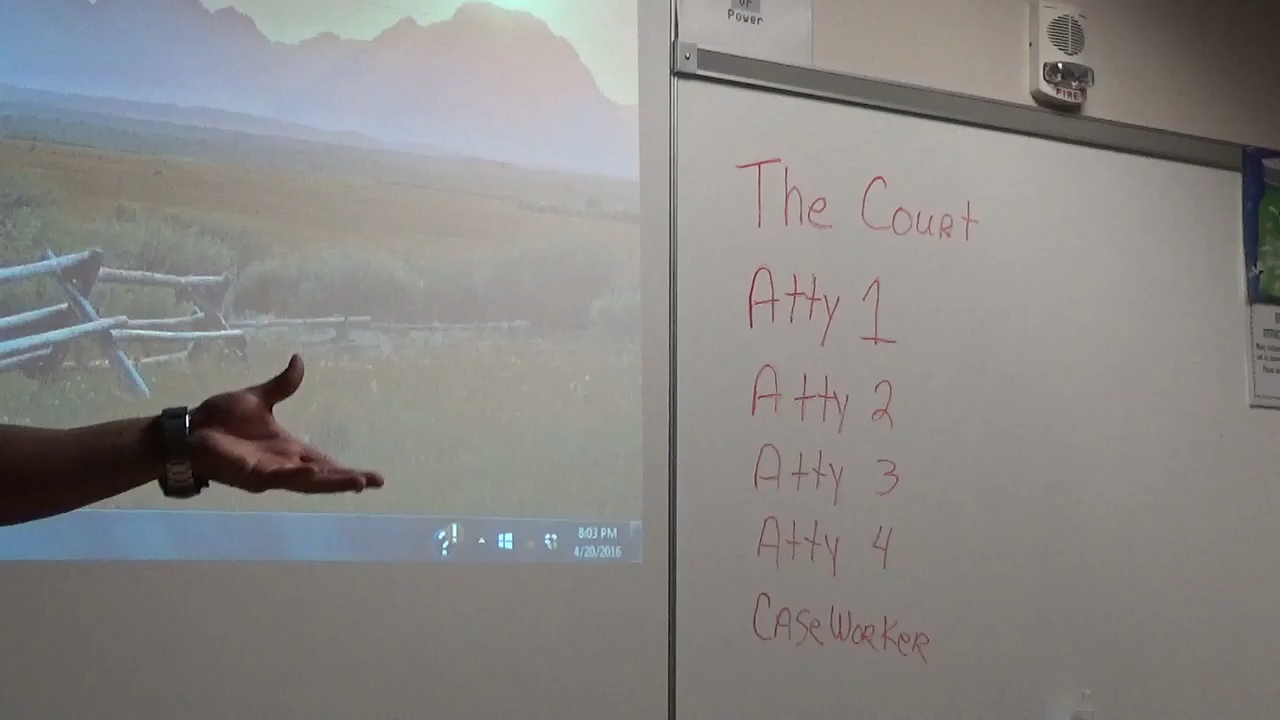 or
Power
FIRE
The Court
Atty 1
Atty 2
Atty 3
Atty 4
CASeWORKeR
8:03 PM
4/20/2016